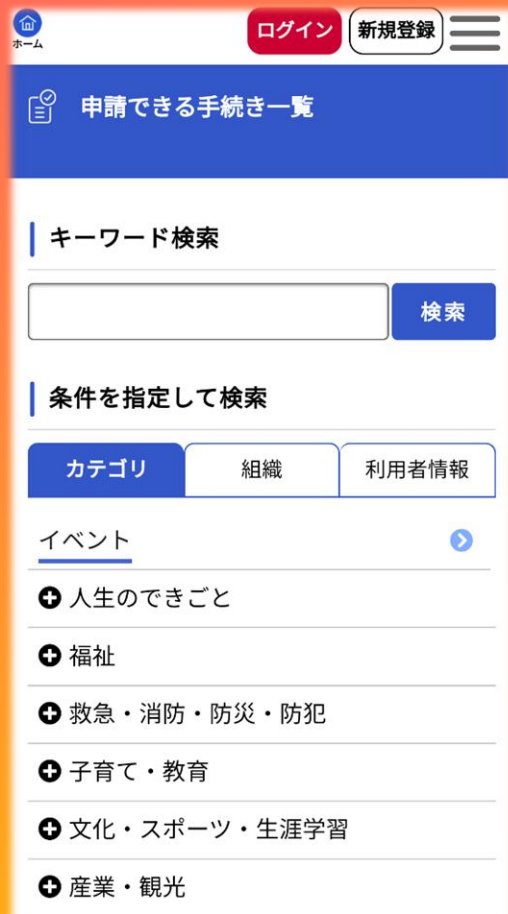 ホーム
ログイン 新規登録
申請できる手続き一覧
キーワード検索
検索
条件を指定して検索
カテゴリ 組織 利用者情報
イベント
人生のできごと
福祉
救急・消防・防災・防犯
子育て・教育
文化・スポーツ・生涯学習
産業・観光